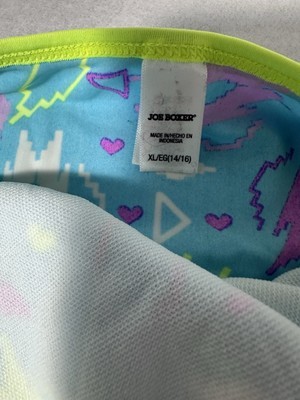 JOE BOXER®
MADE IN/HECHO EN
INDONESIA
XL/EG(14/16)